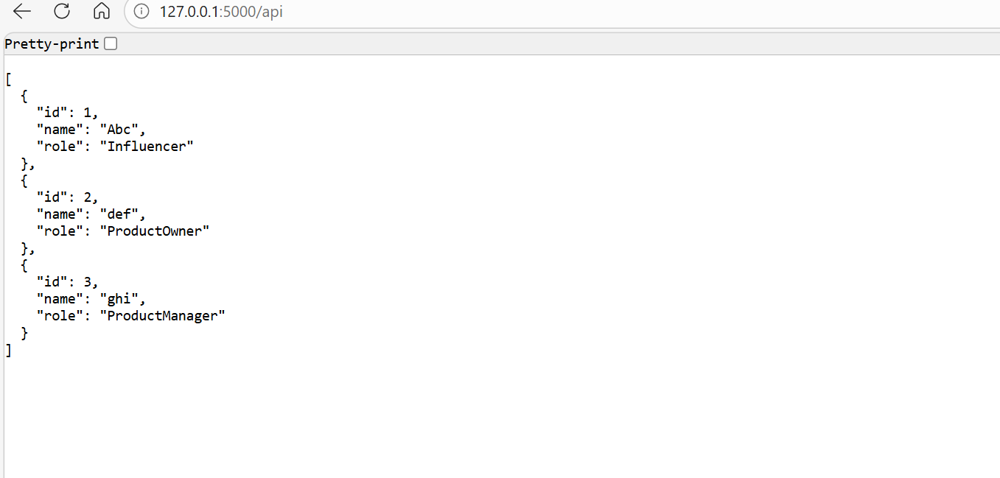 127.0.0.1:5000/api
Pretty-print
[
  {
    "id": 1,
    "name": "Abc",
    "role": "Influencer"
  },
  {
    "id": 2,
    "name": "def",
    "role": "ProductOwner"
  },
  {
    "id": 3,
    "name": "ghi",
    "role": "ProductManager"
  }
]